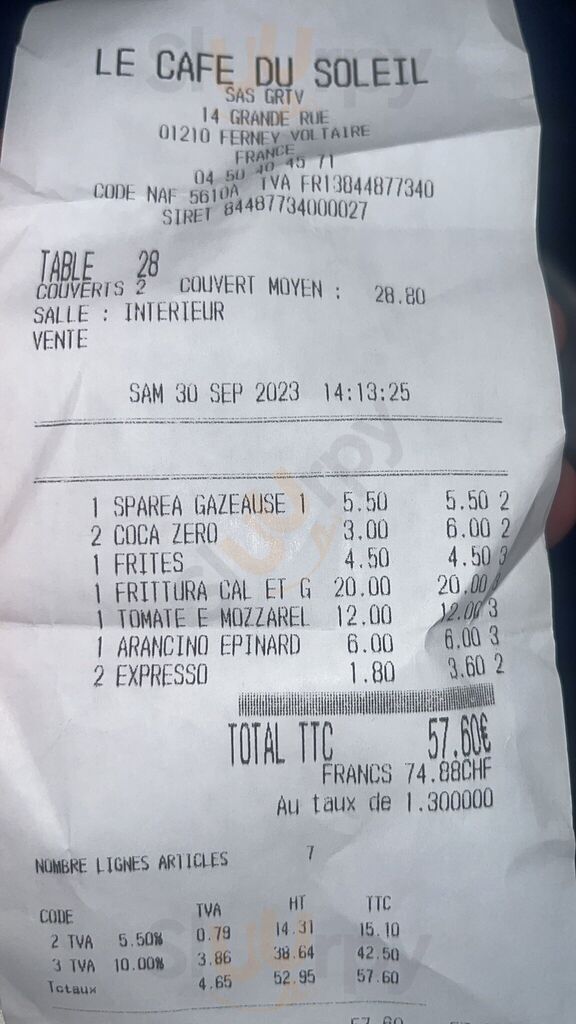 LE CAFE DU SOLEIL
SAS GRTV
14 GRANDE RUE
01210 FERNEY VOLTAIRE
FRANCE
04 50 40 45 71
CODE NAF 5610A TVA FR13844877340
SIRET 84487734000027
TABLE 28
COUVERTS 2 COUVERT MOYEN : 28.80
SALLE : INTERIEUR
VENTE
SAM 30 SEP 2023 14:13:25
1 SPAREA GAZEAUSE 1 5.50 5.50 2
2 COCA ZERO 3.00 6.00 2
1 FRITES 4.50 4.50 3
1 FRITTURA CAL ET G 20.00 20.00
1 TOMATE E MOZZAREL 12.00 12.00 3
1 ARANCINO EPINARD 6.00 6.00 3
2 EXPRESSO 1.80 3.60 2
TOTAL TTC 57.60€
FRANCS 74.88CHF
Au taux de 1.300000
NOMBRE LIGNES ARTICLES 7
CODE TVA HT TTC
2 TVA 5.50% 0.79 14.31 15.10
3 TVA 10.00% 3.86 38.64 42.50
Totaux 4.65 52.95 57.60
57.60